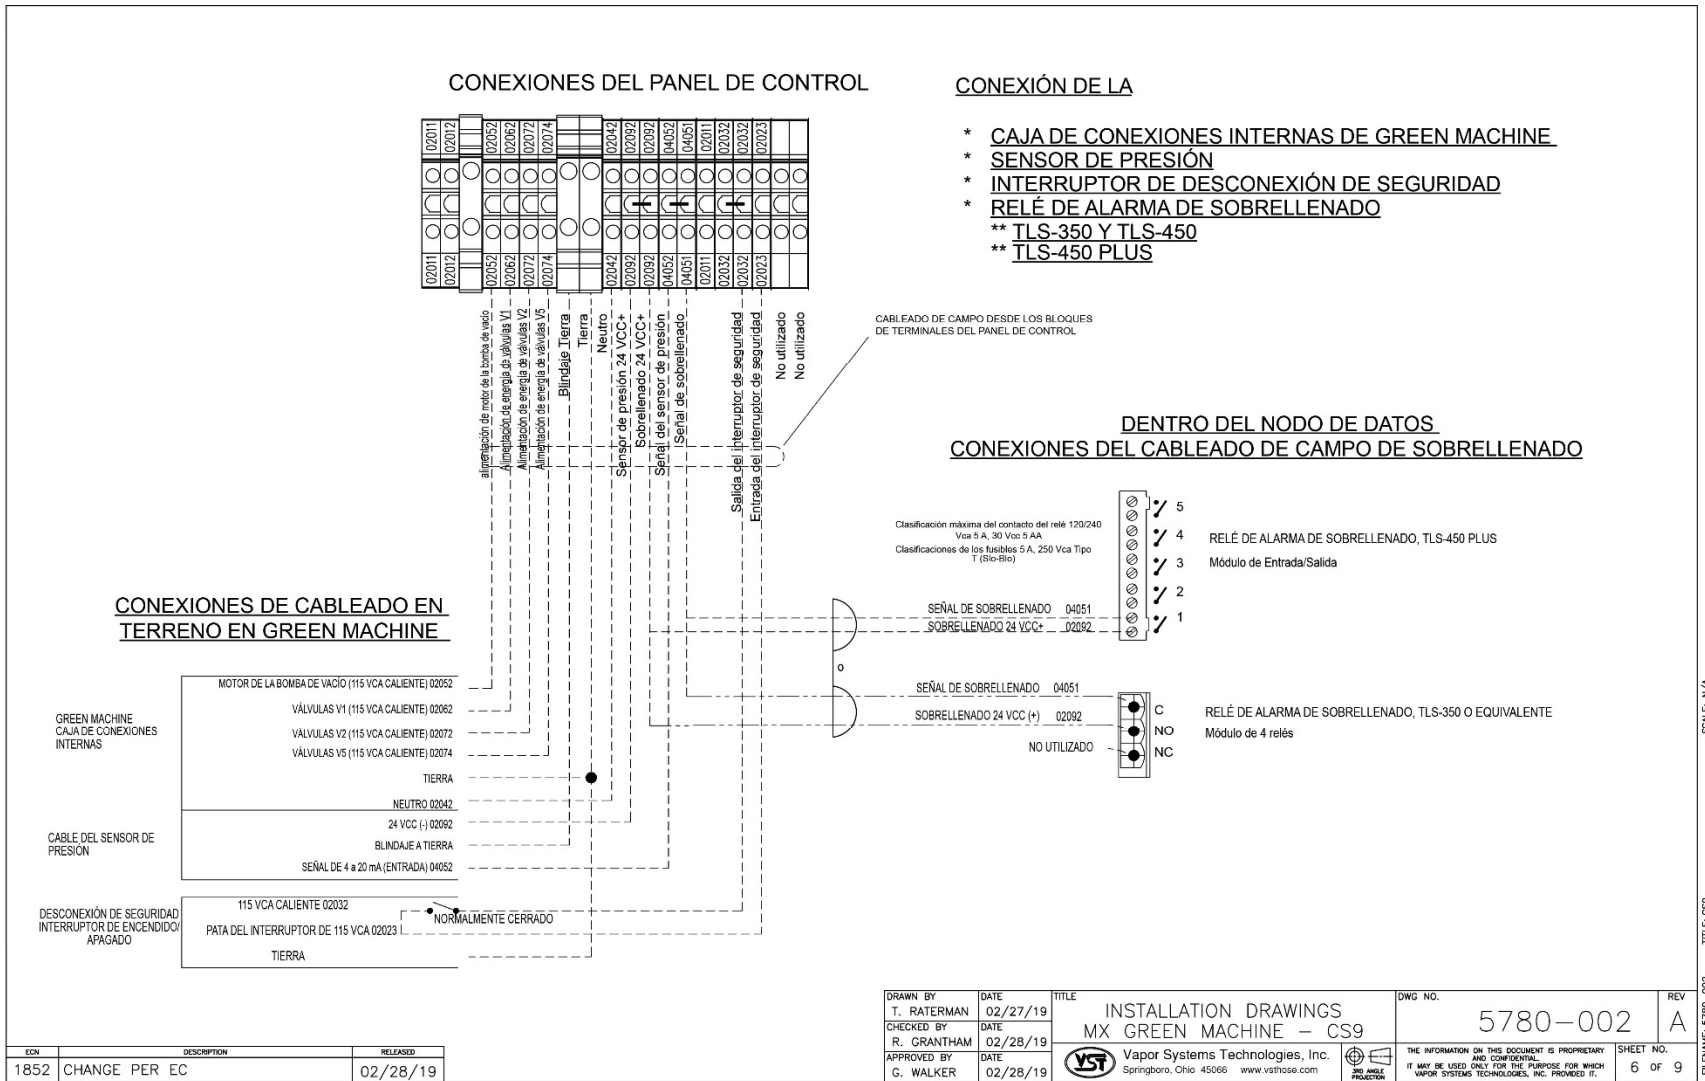 CONEXIONES DEL PANEL DE CONTROL
02011 02012 02052 02062 02072 02074 02042 02092 02092 04052 04051 02011 02032 02032 02023
02011 02012 02052 02062 02072 02074 02042 02092 02092 04052 04051 02011 02032 02032 02023
alimentación de motor de la bomba de vacío
Alimentación de energía de válvulas V1
Alimentación de energía de válvulas V2
Alimentación de energía de válvulas V5
Blindaje Tierra
Tierra
Neutro
Sensor de presión 24 VCC+
Sobrellenado 24 VCC+
Señal del sensor de presión
Señal de sobrellenado
Salida del interruptor de seguridad
Entrada del interruptor de seguridad
No utilizado
No utilizado
CONEXIÓN DE LA
* CAJA DE CONEXIONES INTERNAS DE GREEN MACHINE
* SENSOR DE PRESIÓN
* INTERRUPTOR DE DESCONEXIÓN DE SEGURIDAD
* RELÉ DE ALARMA DE SOBRELLENADO
** TLS-350 Y TLS-450
** TLS-450 PLUS
CABLEADO DE CAMPO DESDE LOS BLOQUES
DE TERMINALES DEL PANEL DE CONTROL
DENTRO DEL NODO DE DATOS
CONEXIONES DEL CABLEADO DE CAMPO DE SOBRELLENADO
Clasificación máxima del contacto del relé 120/240
Vca 5 A, 30 Vcc 5 AA
Clasificaciones de los fusibles 5 A, 250 Vca Tipo
T (Slo-Blo)
5
4
3
2
1
RELÉ DE ALARMA DE SOBRELLENADO, TLS-450 PLUS
Módulo de Entrada/Salida
SEÑAL DE SOBRELLENADO 04051
SOBRELLENADO 24 VCC+ 02092
SEÑAL DE SOBRELLENADO 04051
SOBRELLENADO 24 VCC (+) 02092
NO UTILIZADO
C
NO
NC
RELÉ DE ALARMA DE SOBRELLENADO, TLS-350 O EQUIVALENTE
Módulo de 4 relés
CONEXIONES DE CABLEADO EN
TERRENO EN GREEN MACHINE
GREEN MACHINE
CAJA DE CONEXIONES
INTERNAS
MOTOR DE LA BOMBA DE VACÍO (115 VCA CALIENTE) 02052
VÁLVULAS V1 (115 VCA CALIENTE) 02062
VÁLVULAS V2 (115 VCA CALIENTE) 02072
VÁLVULAS V5 (115 VCA CALIENTE) 02074
TIERRA
NEUTRO 02042
CABLE DEL SENSOR DE
PRESIÓN
24 VCC (-) 02092
BLINDAJE A TIERRA
SEÑAL DE 4 a 20 mA (ENTRADA) 04052
DESCONEXIÓN DE SEGURIDAD
INTERRUPTOR DE ENCENDIDO/
APAGADO
115 VCA CALIENTE 02032
NORMALMENTE CERRADO
PATA DEL INTERRUPTOR DE 115 VCA 02023
TIERRA
ECN DESCRIPTION RELEASED
1852 CHANGE PER EC 02/28/19
DRAWN BY DATE
T. RATERMAN 02/27/19
CHECKED BY DATE
R. GRANTHAM 02/28/19
APPROVED BY DATE
G. WALKER 02/28/19
TITLE
INSTALLATION DRAWINGS
MX GREEN MACHINE - CS9
VST
Vapor Systems Technologies, Inc.
Springboro, Ohio 45066 www.vsthose.com
3RD ANGLE
PROJECTION
DWG NO.
5780-002
REV
A
THE INFORMATION ON THIS DOCUMENT IS PROPRIETARY
AND CONFIDENTIAL.
IT MAY BE USED ONLY FOR THE PURPOSE FOR WHICH
VAPOR SYSTEMS TECHNOLOGIES, INC. PROVIDED IT.
SHEET NO.
6 OF 9